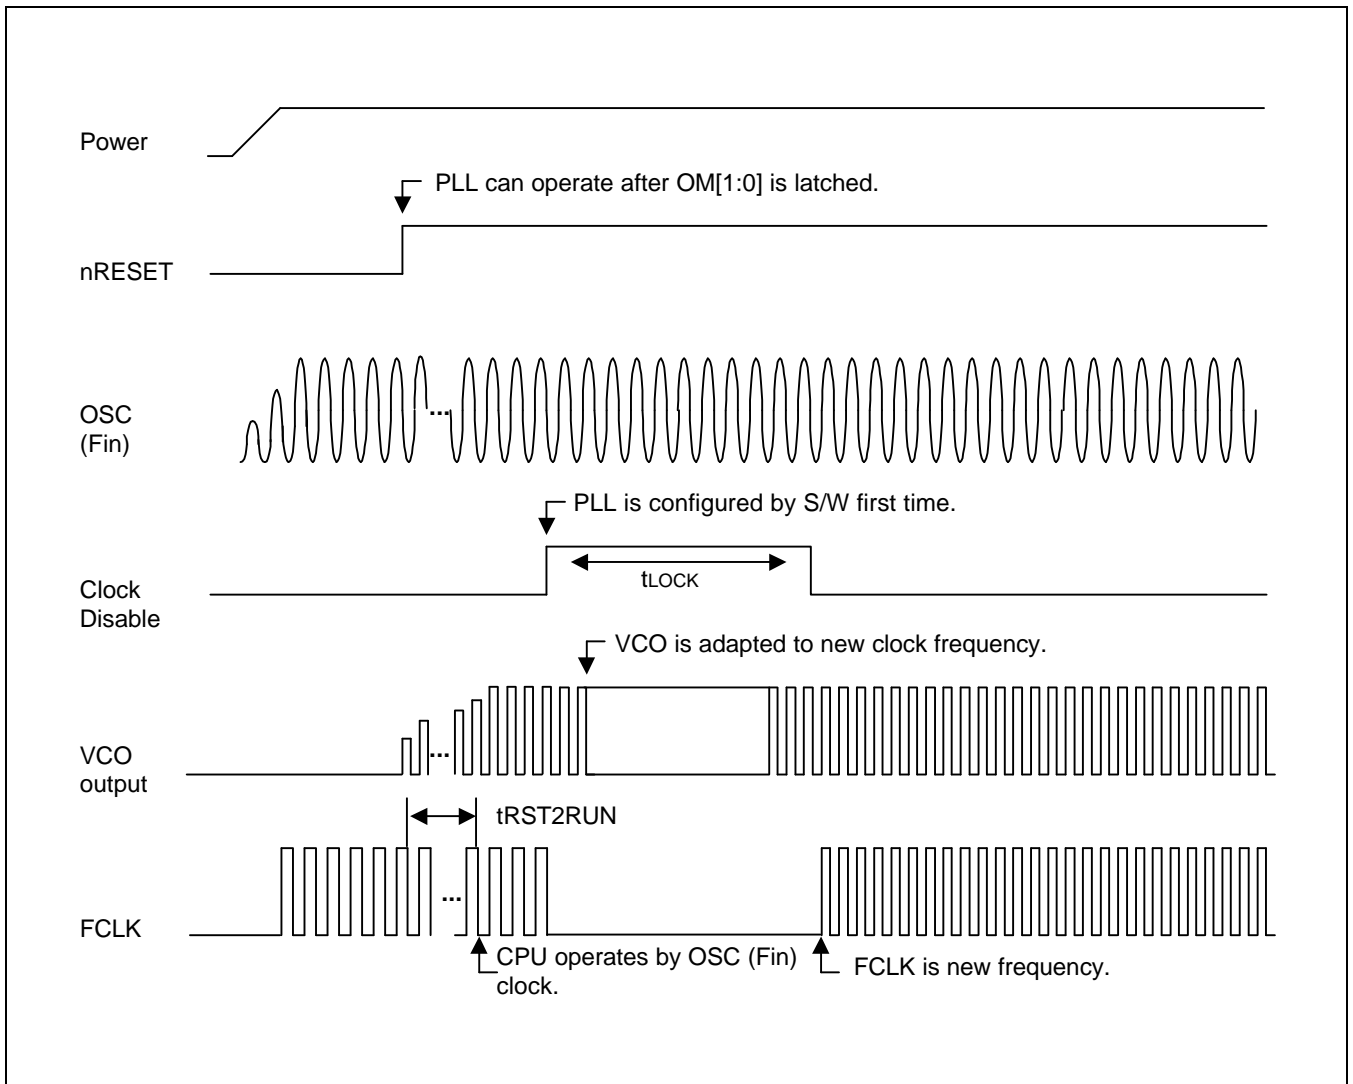 Power
PLL can operate after OM[1:0] is latched.
nRESET
...
OSC
(Fin)
PLL is configured by S/W first time.
tLOCK
Clock
Disable
VCO is adapted to new clock frequency.
...
VCO
output
tRST2RUN
...
FCLK
CPU operates by OSC (Fin)
clock.
FCLK is new frequency.